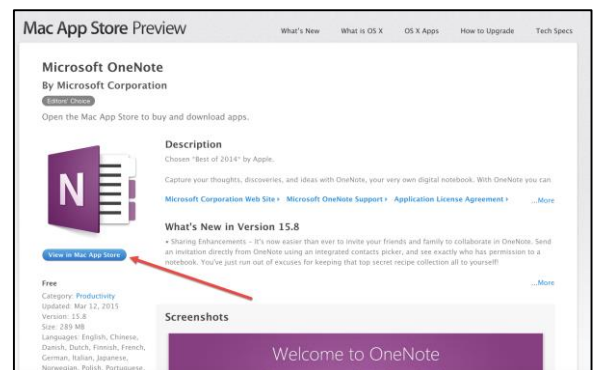 Mac App Store Preview
What's New What is OS X OS X Apps How to Upgrade Tech Specs
Microsoft OneNote
By Microsoft Corporation
Editors' Choice
Open the Mac App Store to buy and download apps.
Description
Chosen "Best of 2014" by Apple.
Capture your thoughts, discoveries, and ideas with OneNote, your very own digital notebook. With OneNote you can
Microsoft Corporation Web Site Microsoft OneNote Support Application License Agreement ...More
N
What's New in Version 15.8
• Sharing Enhancements – It's now easier than ever to invite your friends and family to collaborate in OneNote. Send
an invitation directly from OneNote using an integrated contacts picker, and see exactly who has permission to a
notebook. You've just run out of excuses for keeping that top secret recipe collection all to yourself!
...More
View in Mac App Store
Free
Category: Productivity
Updated: Mar 12, 2015
Version: 15.8
Size: 289 MB
Languages: English, Chinese,
Danish, Dutch, Finnish, French,
German, Italian, Japanese,
Norwegian, Polish, Portuguese,
Screenshots
Welcome to OneNote